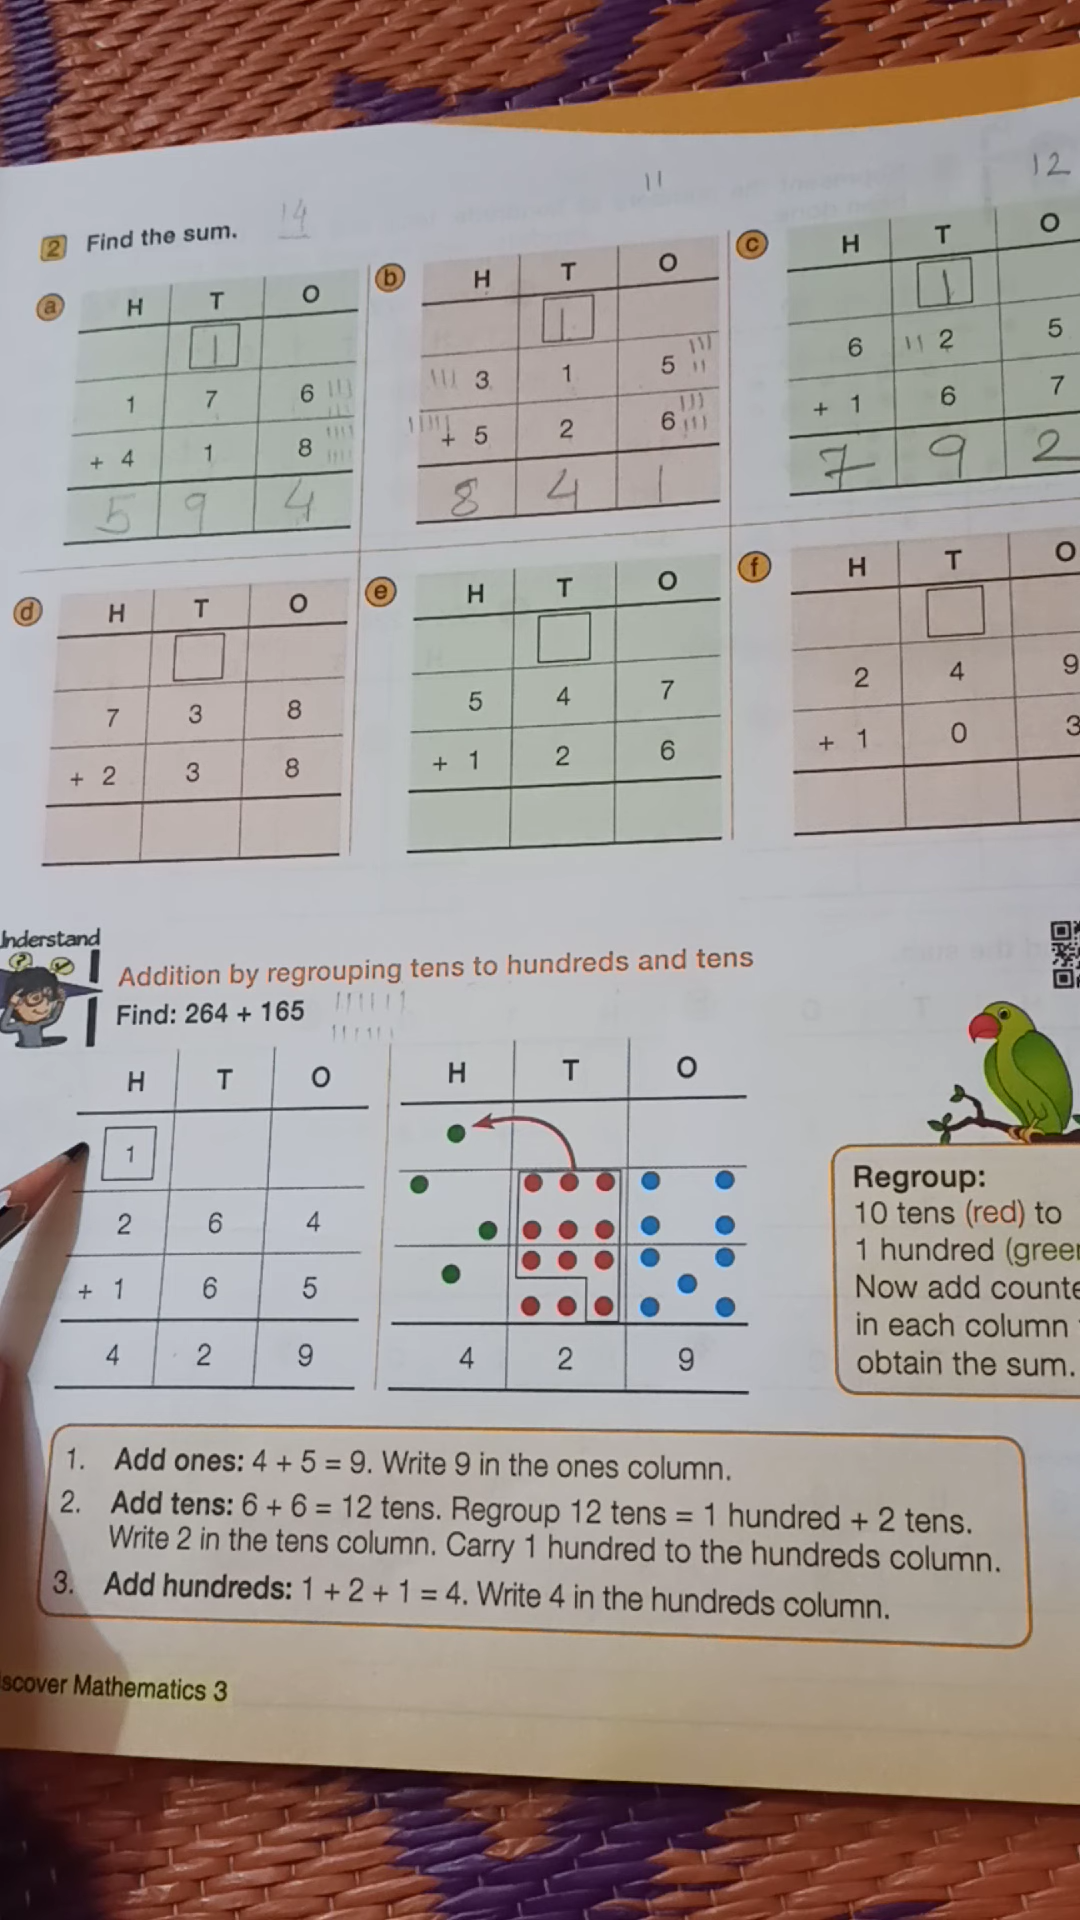 14
11
12
2 Find the sum.
a
H T O
1
1 7 6
+ 4 1 8
5 9 4
b
H T O
1
3 1 5
+ 5 2 6
8 4 1
c
H T O
1
6 2 5
+ 1 6 7
7 9 2
d
H T O
7 3 8
+ 2 3 8
e
H T O
5 4 7
+ 1 2 6
f
H T O
2 4 9
+ 1 0 3
Understand
Addition by regrouping tens to hundreds and tens
Find: 264 + 165
H T O
1
2 6 4
+ 1 6 5
4 2 9
H T O
4 2 9
Regroup:
10 tens (red) to
1 hundred (green
Now add counte
in each column
obtain the sum.
1. Add ones: 4 + 5 = 9. Write 9 in the ones column.
2. Add tens: 6 + 6 = 12 tens. Regroup 12 tens = 1 hundred + 2 tens.
Write 2 in the tens column. Carry 1 hundred to the hundreds column.
3. Add hundreds: 1 + 2 + 1 = 4. Write 4 in the hundreds column.
iscover Mathematics 3